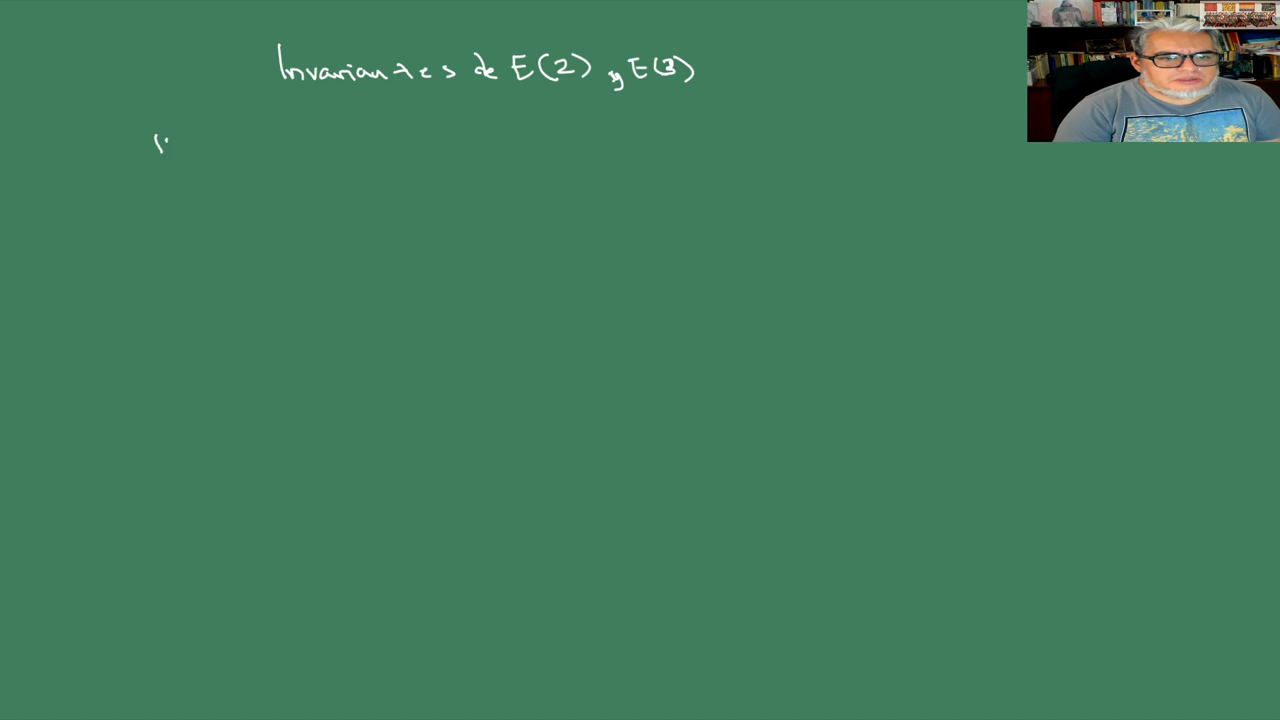 Invariantes de E(2) y E(3)